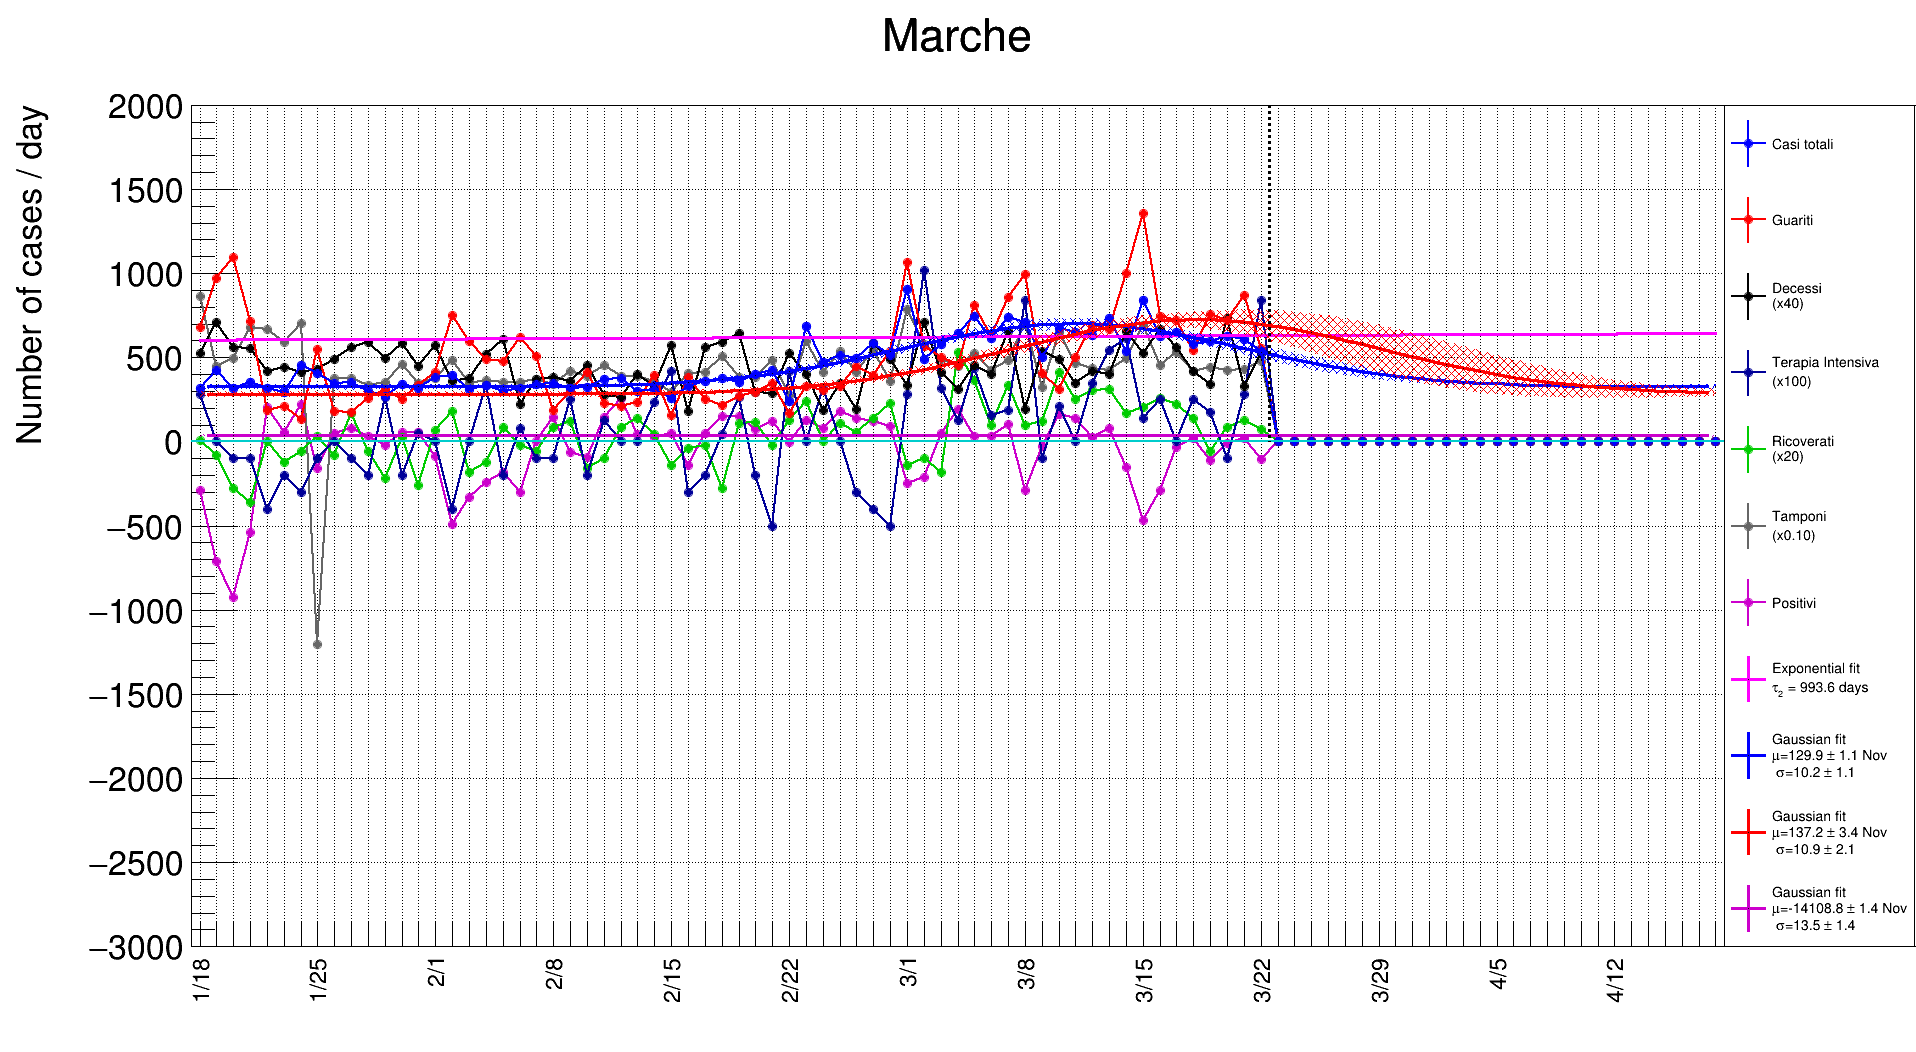 Marche
Number of cases / day
2000
1500
1000
500
0
−500
−1000
−1500
−2000
−2500
−3000
1/18
1/25
2/1
2/8
2/15
2/22
3/1
3/8
3/15
3/22
3/29
4/5
4/12
Casi totali
Guariti
Decessi
(x40)
Terapia Intensiva
(x100)
Ricoverati
(x20)
Tamponi
(x0.10)
Positivi
Exponential fit
τ2 = 993.6 days
Gaussian fit
μ=129.9 ± 1.1 Nov
σ=10.2 ± 1.1
Gaussian fit
μ=137.2 ± 3.4 Nov
σ=10.9 ± 2.1
Gaussian fit
μ=-14108.8 ± 1.4 Nov
σ=13.5 ± 1.4